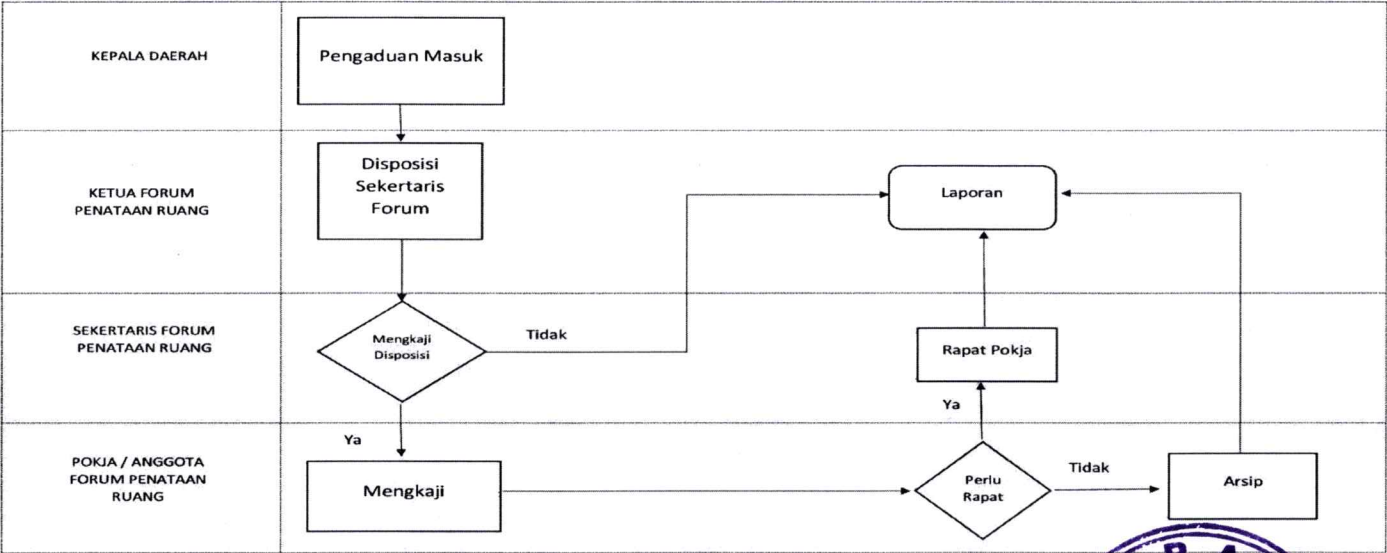 KEPALA DAERAH
Pengaduan Masuk
KETUA FORUM
PENATAAN RUANG
Disposisi
Sekertaris
Forum
Laporan
SEKERTARIS FORUM
PENATAAN RUANG
Mengkaji
Disposisi
Tidak
Rapat Pokja
Ya
Ya
POKJA / ANGGOTA
FORUM PENATAAN
RUANG
Mengkaji
Perlu
Rapat
Tidak
Arsip